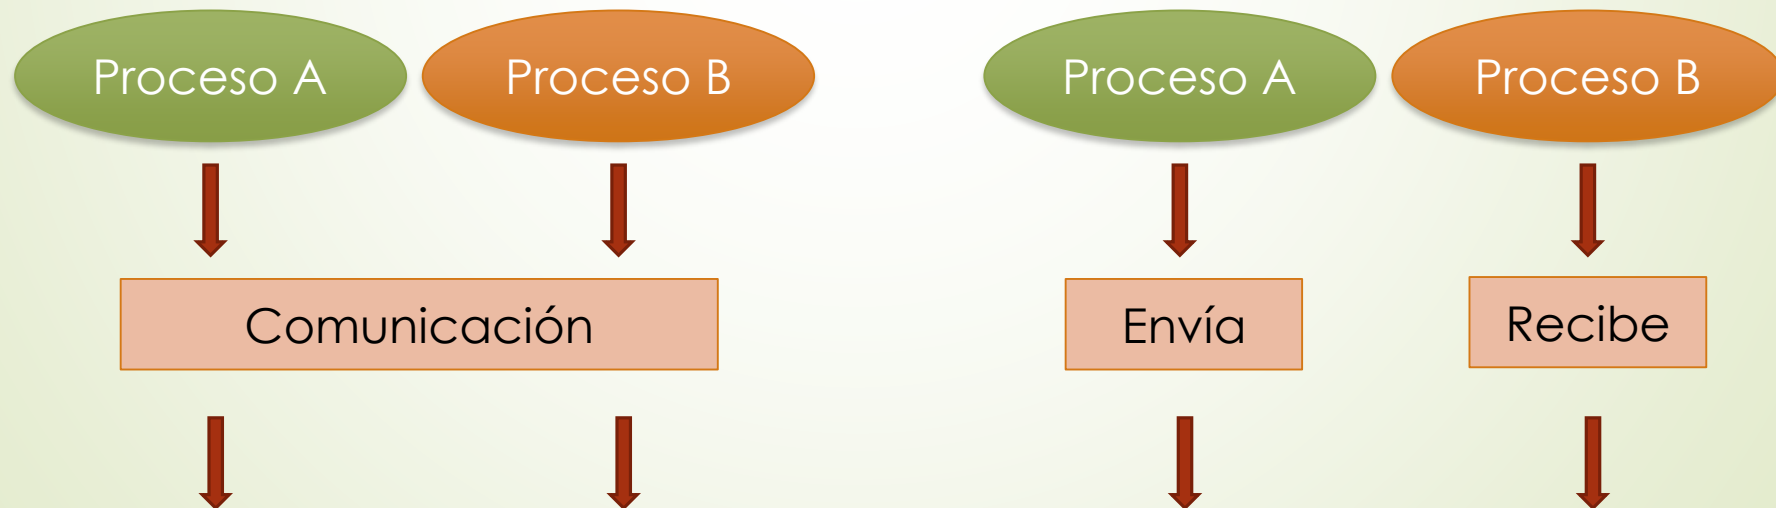 Proceso A
Proceso B
Proceso A
Proceso B
Comunicación
Envía
Recibe